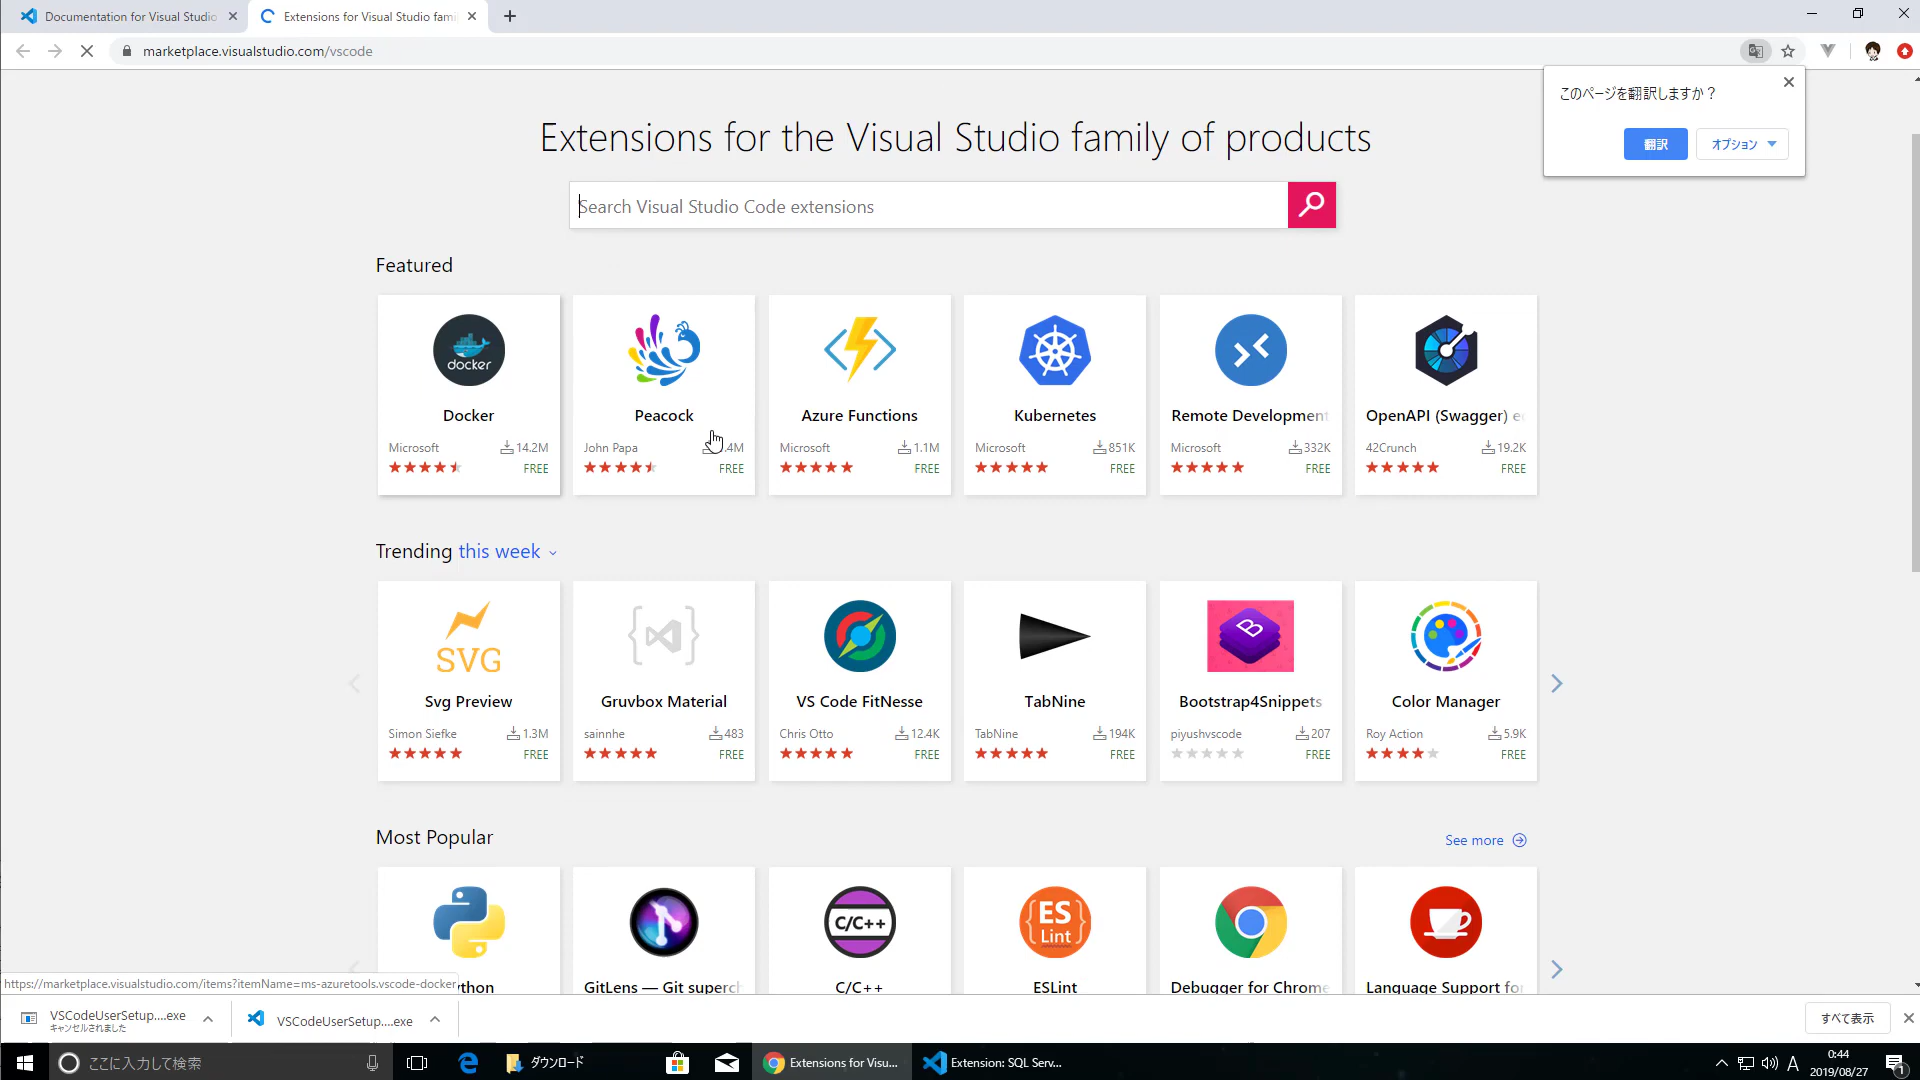 Documentation for Visual Studio
Extensions for Visual Studio fami
marketplace.visualstudio.com/vscode
このページを翻訳しますか？
翻訳
オプション
Extensions for the Visual Studio family of products
Search Visual Studio Code extensions
Featured
docker
Docker
Microsoft 14.2M
FREE
Peacock
John Papa .4M
FREE
Azure Functions
Microsoft 1.1M
FREE
Kubernetes
Microsoft 851K
FREE
Remote Development
Microsoft 332K
FREE
OpenAPI (Swagger) e
42Crunch 19.2K
FREE
Trending this week
SVG
Svg Preview
Simon Siefke 1.3M
FREE
Gruvbox Material
sainnhe 483
FREE
VS Code FitNesse
Chris Otto 12.4K
FREE
TabNine
TabNine 194K
FREE
B
Bootstrap4Snippets
piyushvscode 207
FREE
Color Manager
Roy Action 5.9K
FREE
Most Popular
See more
ython
GitLens — Git superch
C/C++
C/C++
ES
Lint
ESLint
Debugger for Chrome
Language Support fo
https://marketplace.visualstudio.com/items?itemName=ms-azuretools.vscode-docker
VSCodeUserSetup....exe
キャンセルされました
VSCodeUserSetup....exe
すべて表示
ここに入力して検索
ダウンロード
Extensions for Visu...
Extension: SQL Serv...
A
0:44
2019/08/27
1